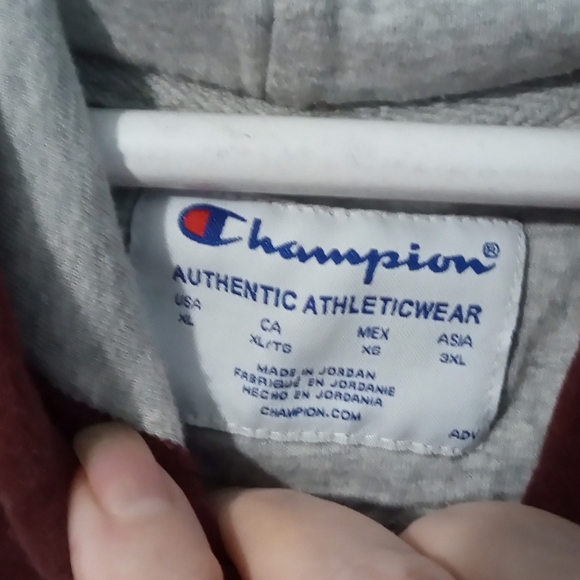 Champion®
AUTHENTIC ATHLETICWEAR
USA CA MEX ASIA
XL XL/TG XG 3XL
MADE IN JORDAN
FABRIQUÉ EN JORDANIE
HECHO EN JORDANIA
CHAMPION.COM
ADV